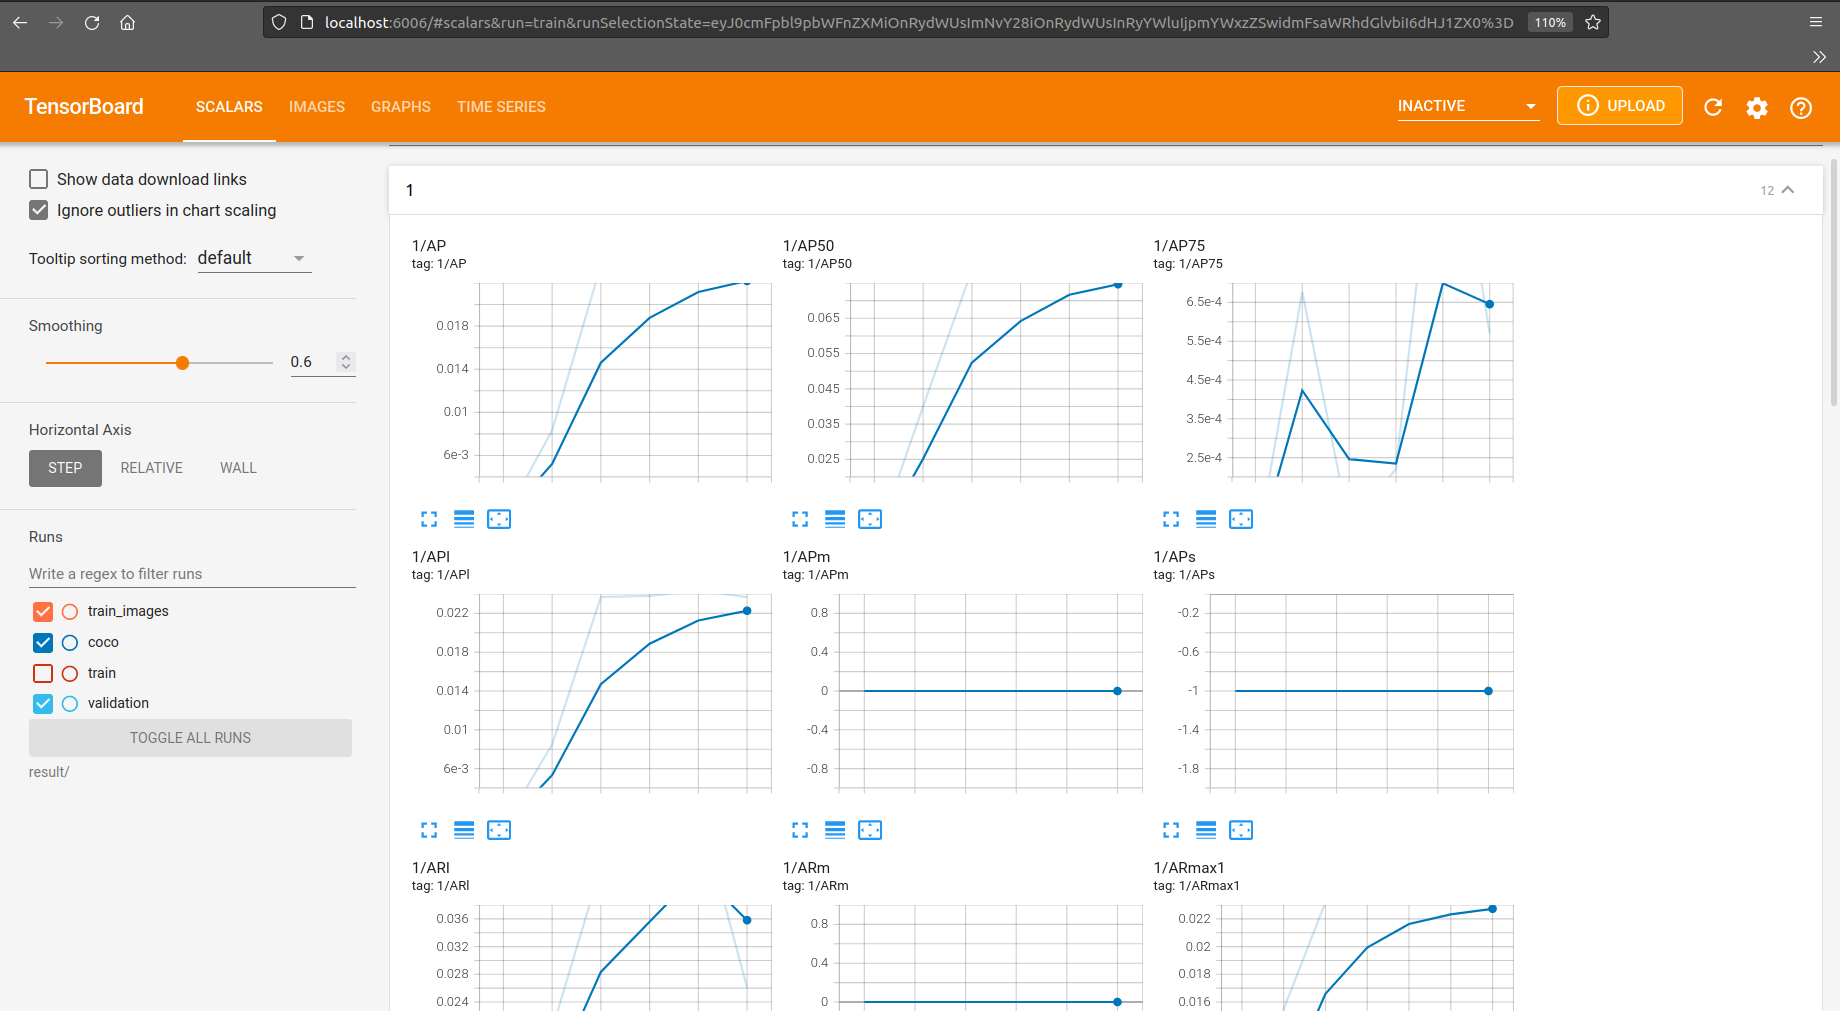 localhost:6006/#scalars&run=train&runSelectionState=eyJ0cmFpbl9pbWFnZXMiOnRydWUsImNvY28iOnRydWUsInRyYWluIjpmYWxzZSwidmFsaWRhdGlvbiI6dHJ1ZX0%3D 110%
TensorBoard SCALARS IMAGES GRAPHS TIME SERIES INACTIVE UPLOAD
Show data download links
Ignore outliers in chart scaling
Tooltip sorting method: default
Smoothing
0.6
Horizontal Axis
STEP RELATIVE WALL
Runs
Write a regex to filter runs
train_images
coco
train
validation
TOGGLE ALL RUNS
result/
1 12
1/AP
tag: 1/AP
0.018
0.014
0.01
6e-3
1/AP50
tag: 1/AP50
0.065
0.055
0.045
0.035
0.025
1/AP75
tag: 1/AP75
6.5e-4
5.5e-4
4.5e-4
3.5e-4
2.5e-4
1/APl
tag: 1/APl
0.022
0.018
0.014
0.01
6e-3
1/APm
tag: 1/APm
0.8
0.4
0
-0.4
-0.8
1/APs
tag: 1/APs
-0.2
-0.6
-1
-1.4
-1.8
1/ARl
tag: 1/ARl
0.036
0.032
0.028
0.024
1/ARm
tag: 1/ARm
0.8
0.4
0
1/ARmax1
tag: 1/ARmax1
0.022
0.02
0.018
0.016